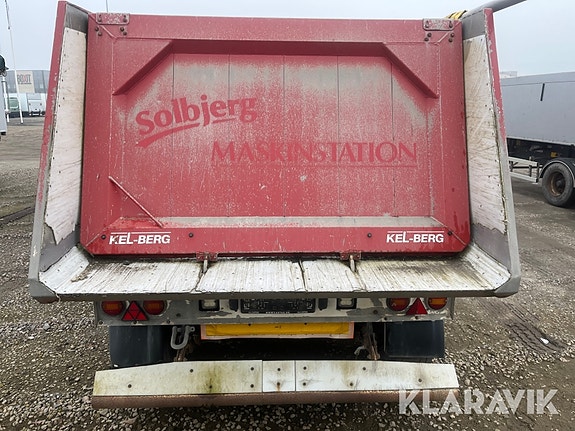 Solbjerg
MASKINSTATION
KEL-BERG KEL-BERG
KLARAVIK